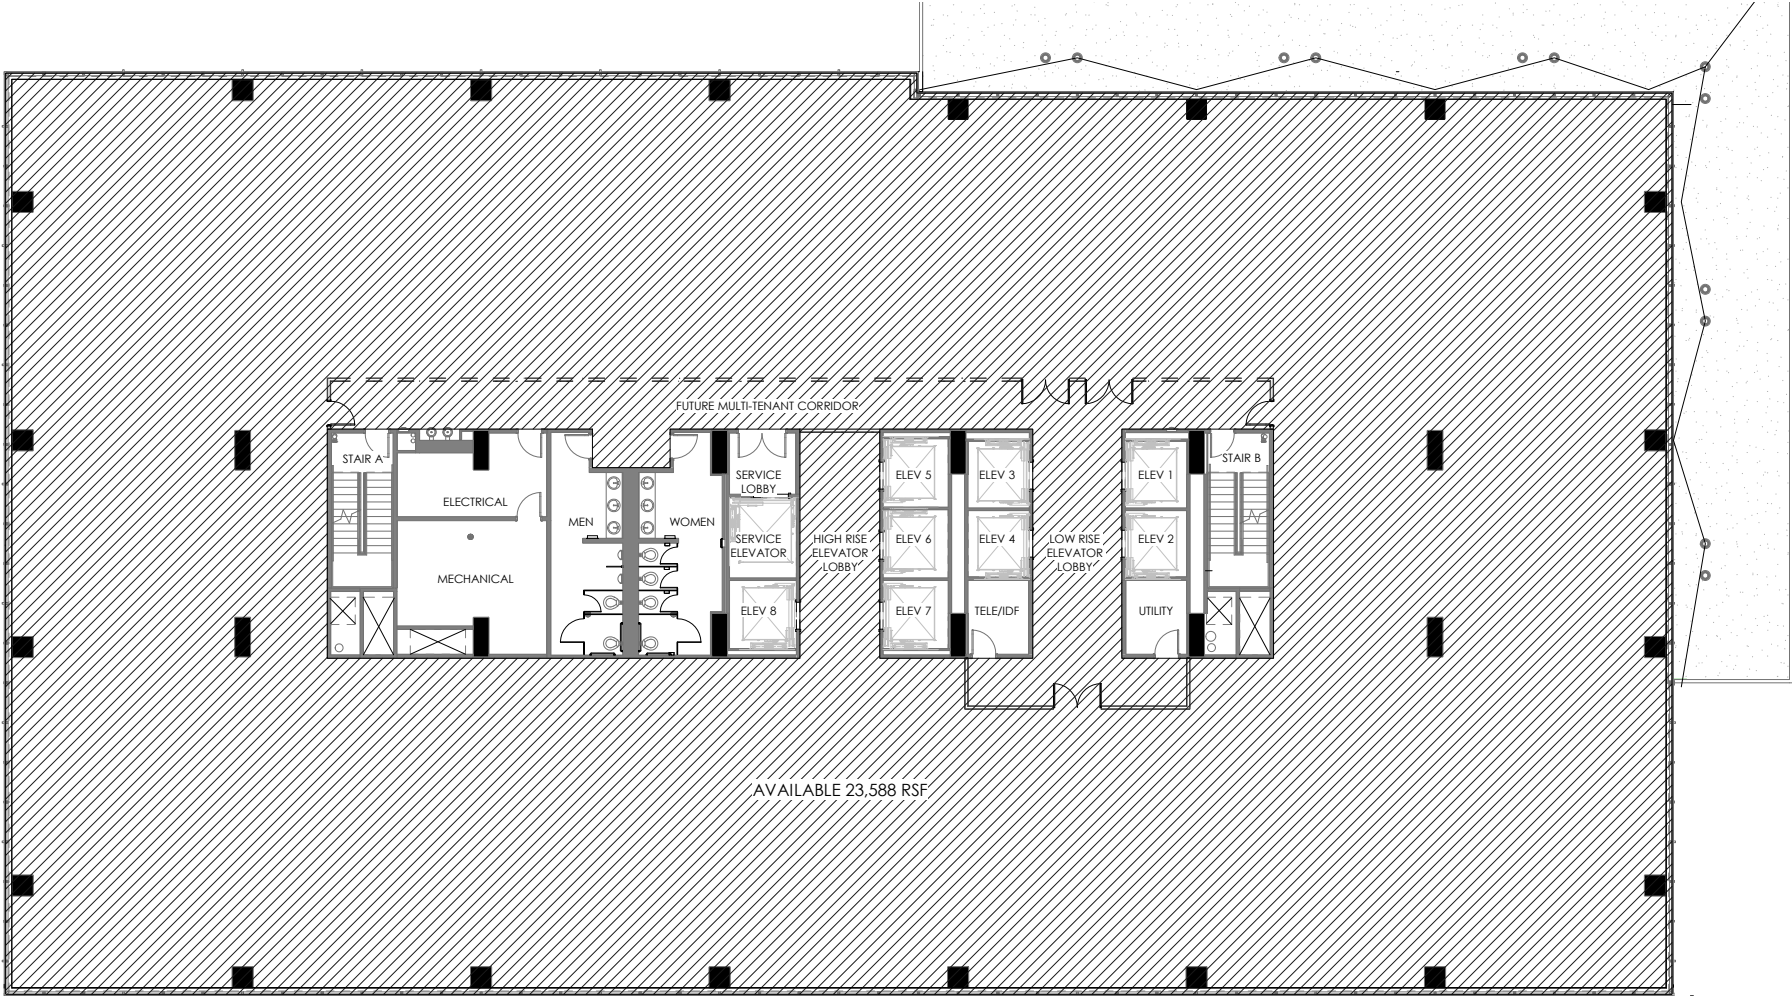 FUTURE MULTI-TENANT CORRIDOR
STAIR A
ELECTRICAL
MECHANICAL
MEN
WOMEN
SERVICE
LOBBY
SERVICE
ELEVATOR
ELEV 8
HIGH RISE
ELEVATOR
LOBBY
ELEV 5
ELEV 6
ELEV 7
ELEV 3
ELEV 4
TELE/IDF
LOW RISE
ELEVATOR
LOBBY
ELEV 1
ELEV 2
UTILITY
STAIR B
AVAILABLE 23,588 RSF